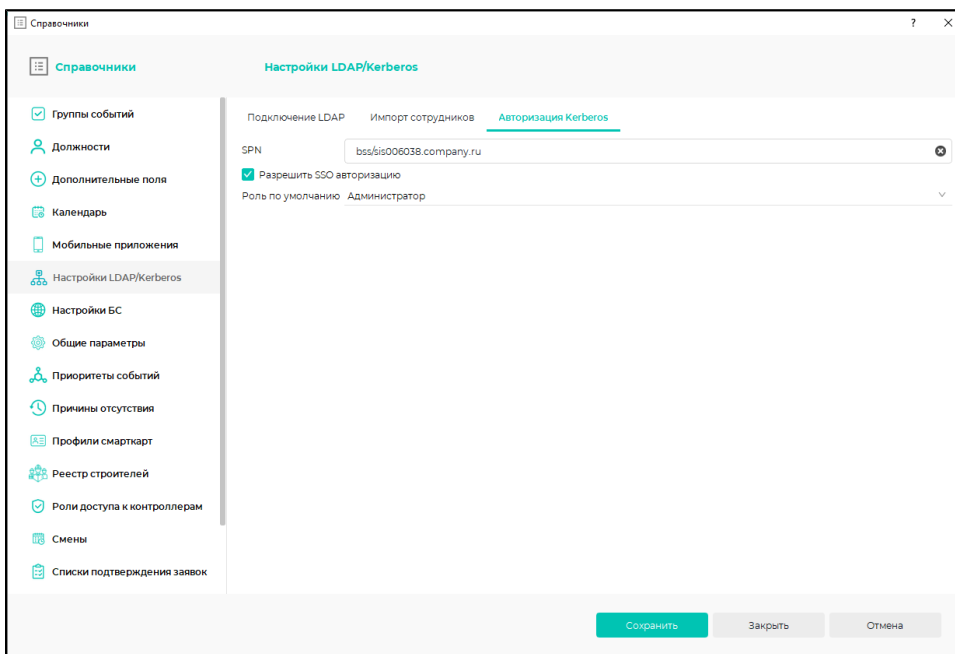 Справочники
?
Справочники
Настройки LDAP/Kerberos
Группы событий
Должности
Дополнительные поля
Календарь
Мобильные приложения
Настройки LDAP/Kerberos
Настройки БС
Общие параметры
Приоритеты событий
Причины отсутствия
Профили смарткарт
Реестр строителей
Роли доступа к контроллерам
Смены
Списки подтверждения заявок
Подключение LDAP Импорт сотрудников Авторизация Kerberos
SPN bss/sis006038.company.ru
Разрешить SSO авторизацию
Роль по умолчанию Администратор
Сохранить Закрыть Отмена